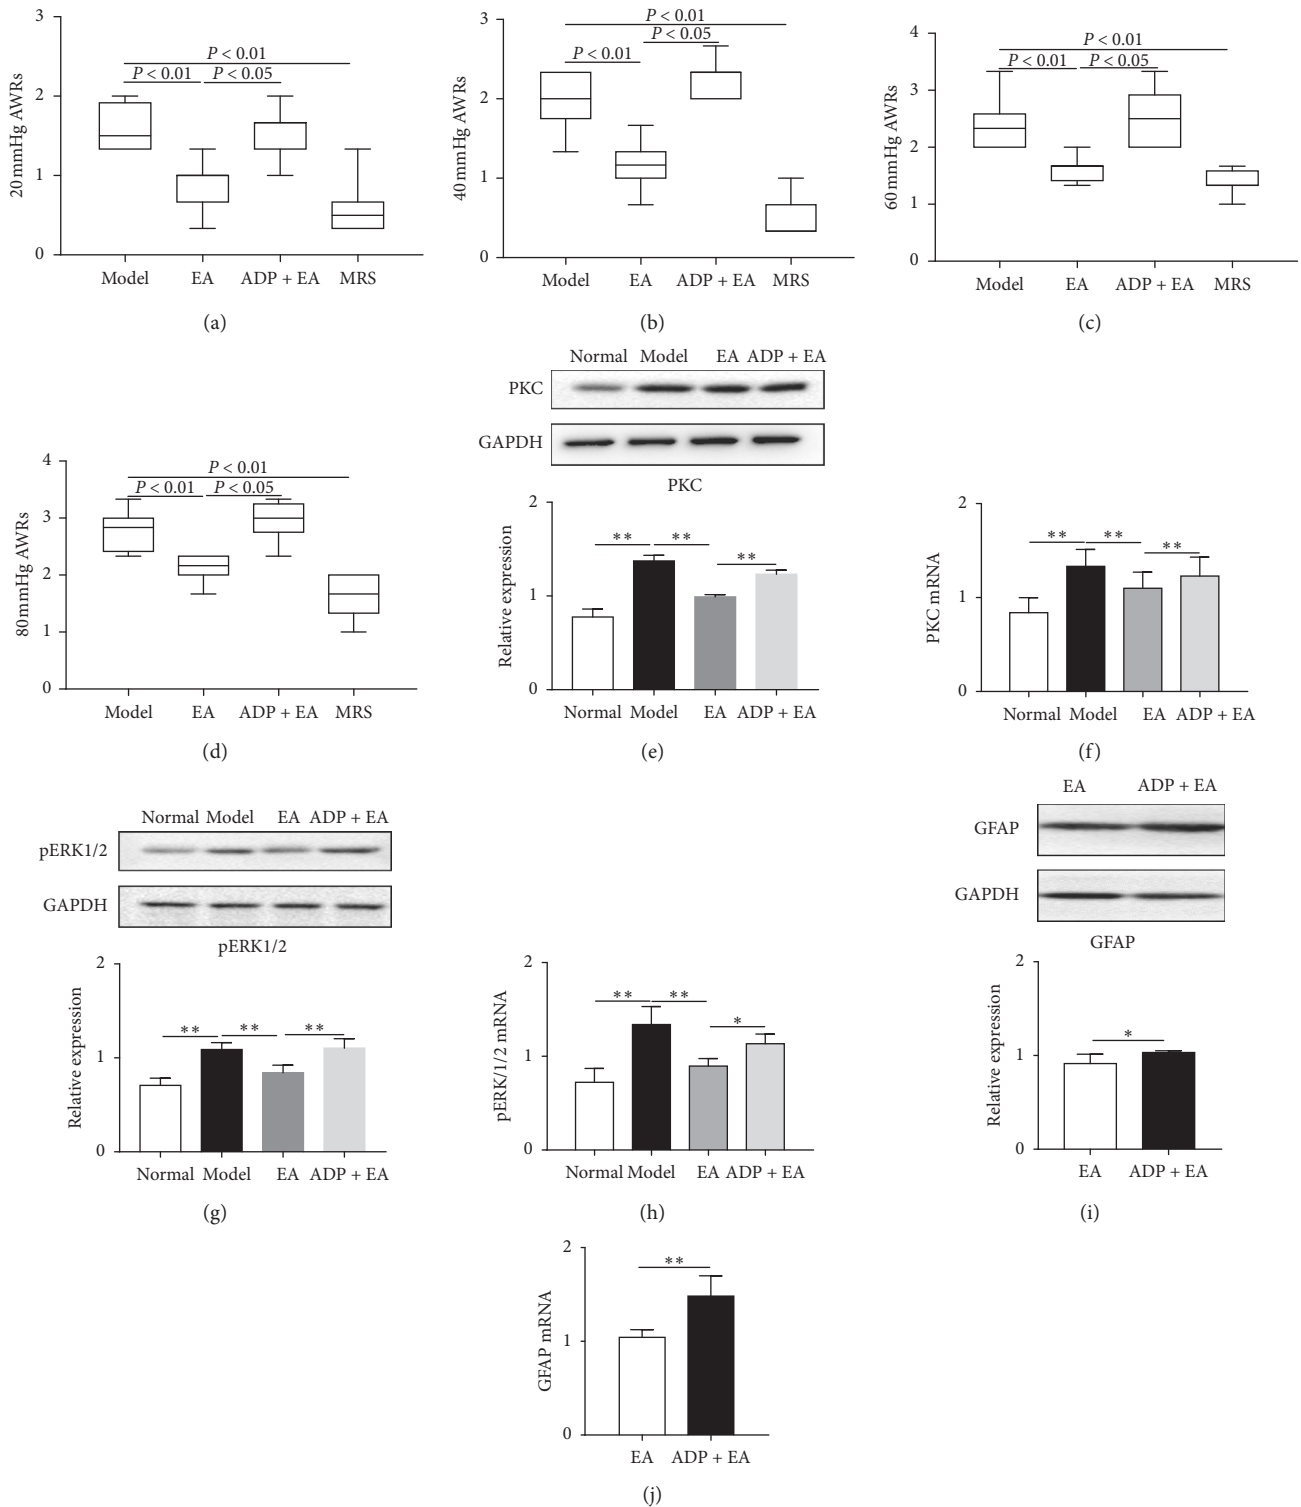 3
2
1
0
20 mmHg AWRs
P < 0.01
P < 0.01 P < 0.05
Model EA ADP + EA MRS
(a)
3
2
1
0
40 mmHg AWRs
P < 0.01
P < 0.05
P < 0.01
Model EA ADP + EA MRS
(b)
4
3
2
1
0
60 mmHg AWRs
P < 0.01
P < 0.01 P < 0.05
Model EA ADP + EA MRS
(c)
4
3
2
1
0
80 mmHg AWRs
P < 0.01
P < 0.01 P < 0.05
Model EA ADP + EA MRS
(d)
Normal Model EA ADP + EA
PKC
GAPDH
PKC
2
1
0
Relative expression
** ** **
Normal Model EA ADP + EA
(e)
2
1
0
PKC mRNA
** ** **
Normal Model EA ADP + EA
(f)
Normal Model EA ADP + EA
pERK1/2
GAPDH
pERK1/2
2
1
0
Relative expression
** ** **
Normal Model EA ADP + EA
(g)
2
1
0
pERK/1/2 mRNA
** ** *
Normal Model EA ADP + EA
(h)
EA ADP + EA
GFAP
GAPDH
GFAP
2
1
0
Relative expression
*
EA ADP + EA
(i)
2
1
0
GFAP mRNA
**
EA ADP + EA
(j)